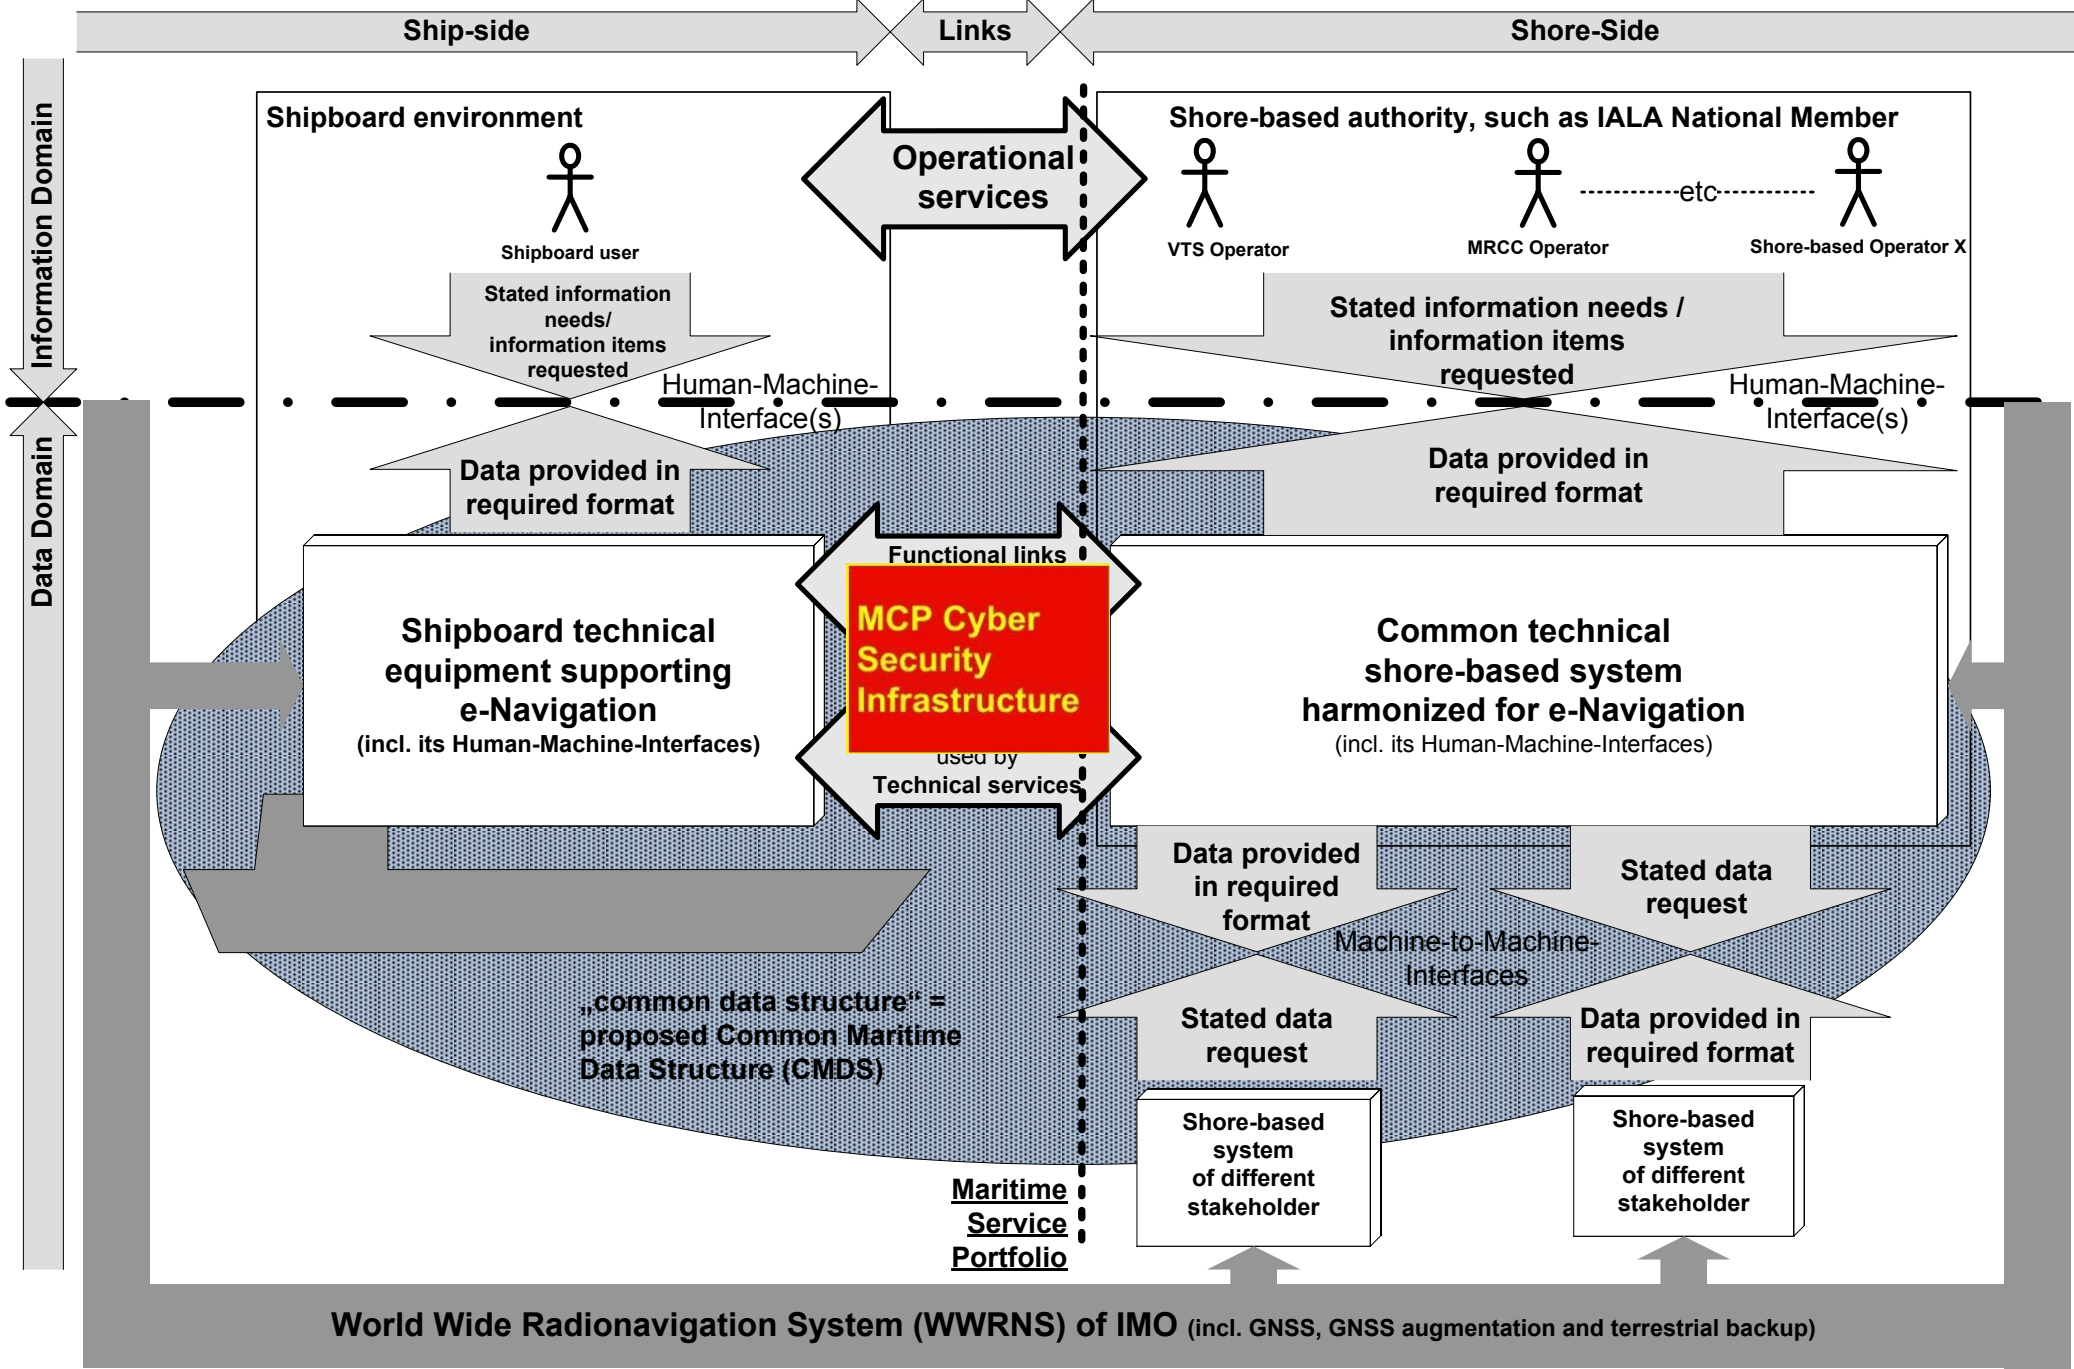 Ship-side
Links
Shore-Side
Information Domain
Data Domain
Shipboard environment
Shipboard user
Operational
services
Shore-based authority, such as IALA National Member
VTS Operator
MRCC Operator
etc
Shore-based Operator X
Stated information
needs/
information items
requested
Stated information needs /
information items
requested
Human-Machine-
Interface(s)
Human-Machine-
Interface(s)
Data provided in
required format
Data provided in
required format
Functional links
MCP Cyber
Security
Infrastructure
used by
Technical services
Shipboard technical
equipment supporting
e-Navigation
(incl. its Human-Machine-Interfaces)
Common technical
shore-based system
harmonized for e-Navigation
(incl. its Human-Machine-Interfaces)
Data provided
in required
format
Stated data
request
Machine-to-Machine-
Interfaces
Stated data
request
Data provided in
required format
„common data structure“ =
proposed Common Maritime
Data Structure (CMDS)
Shore-based
system
of different
stakeholder
Shore-based
system
of different
stakeholder
Maritime
Service
Portfolio
World Wide Radionavigation System (WWRNS) of IMO (incl. GNSS, GNSS augmentation and terrestrial backup)